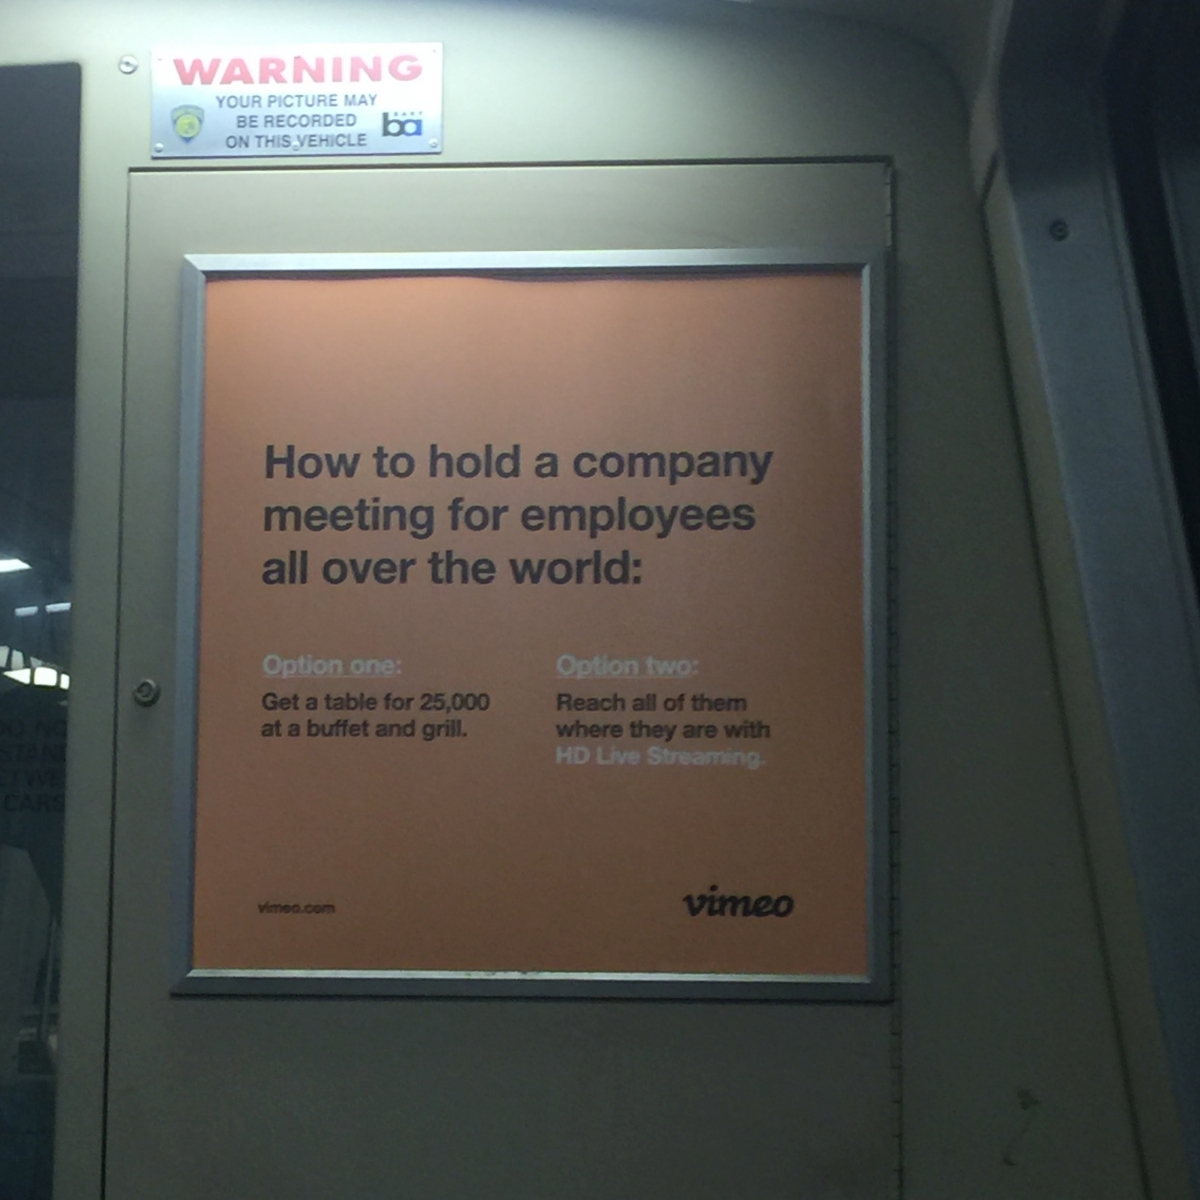 WARNING
YOUR PICTURE MAY
BE RECORDED
ON THIS VEHICLE
ba
How to hold a company
meeting for employees
all over the world:
Option one:
Get a table for 25,000
at a buffet and grill.
Option two:
Reach all of them
where they are with
HD Live Streaming.
vimeo.com
vimeo
CARS